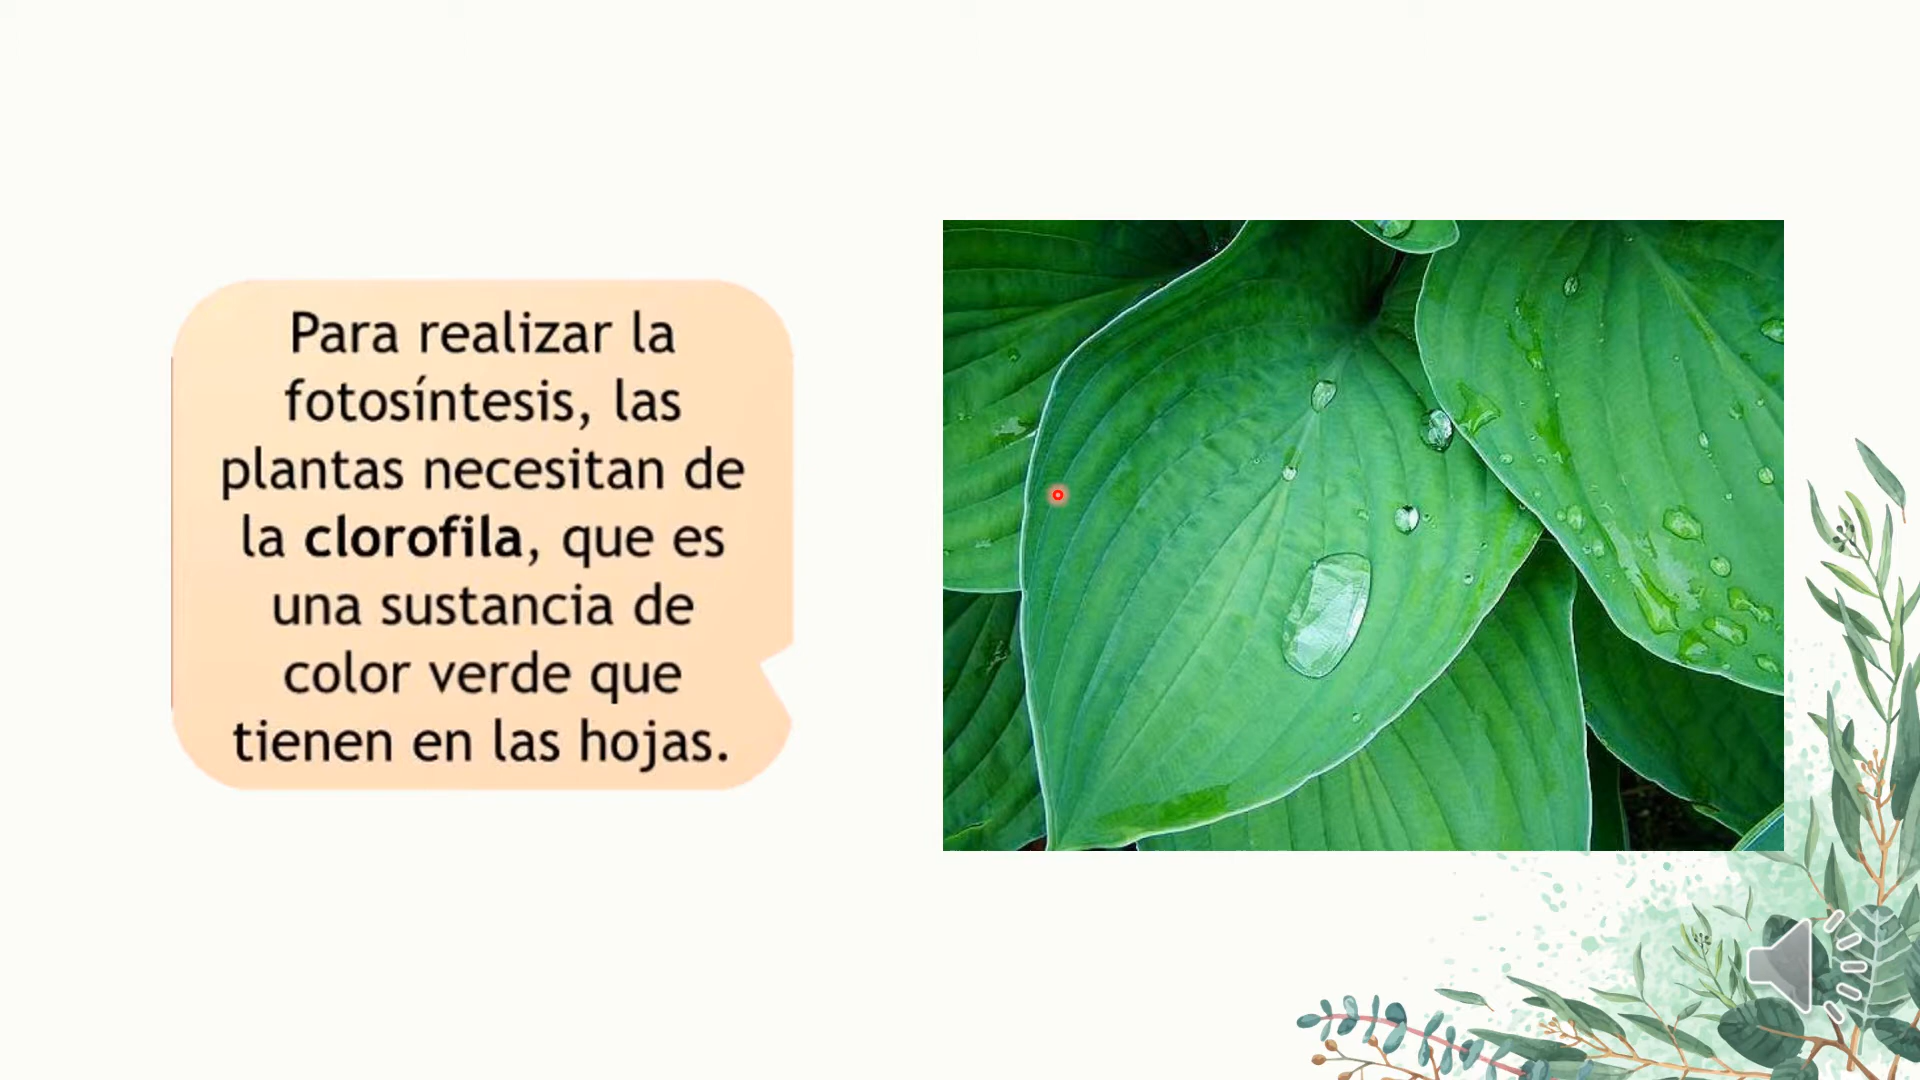 Para realizar la
fotosíntesis, las
plantas necesitan de
la clorofila, que es
una sustancia de
color verde que
tienen en las hojas.